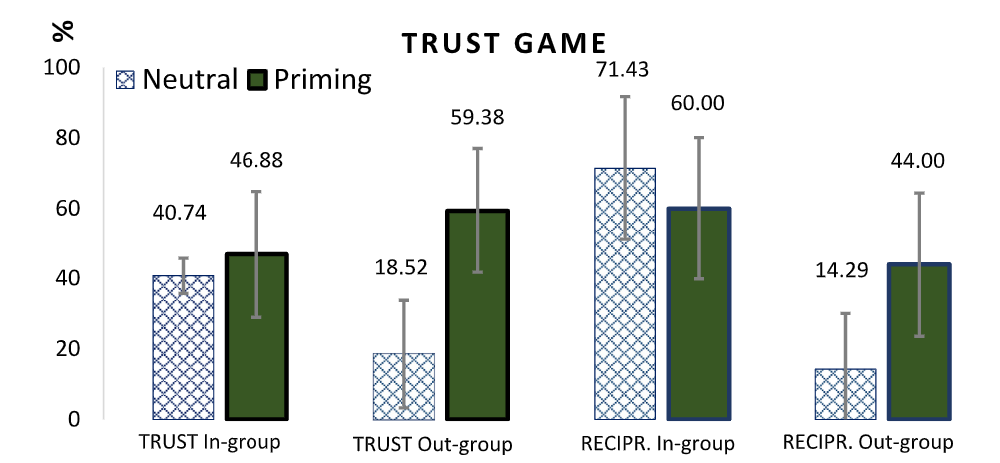 %
TRUST GAME
100
80
60
40
20
0
Neutral Priming
40.74
46.88
18.52
59.38
71.43
60.00
14.29
44.00
TRUST In-group
TRUST Out-group
RECIPR. In-group
RECIPR. Out-group